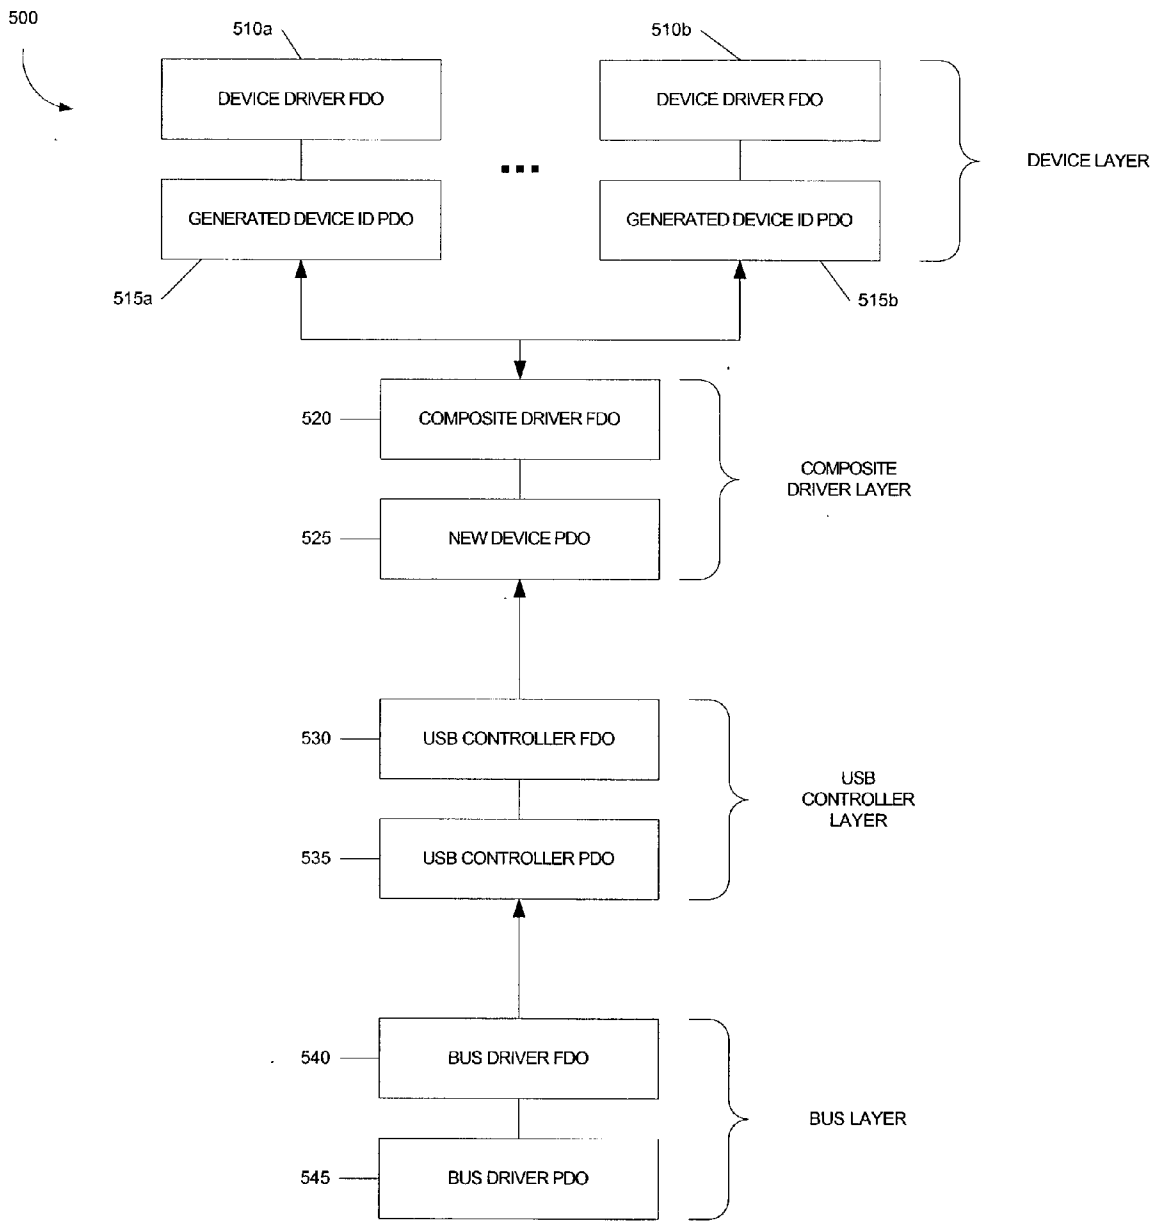 500
510a
510b
DEVICE DRIVER FDO
DEVICE DRIVER FDO
DEVICE LAYER
GENERATED DEVICE ID PDO
GENERATED DEVICE ID PDO
515a
515b
520
COMPOSITE DRIVER FDO
COMPOSITE
DRIVER LAYER
525
NEW DEVICE PDO
530
USB CONTROLLER FDO
USB
CONTROLLER
LAYER
535
USB CONTROLLER PDO
540
BUS DRIVER FDO
BUS LAYER
545
BUS DRIVER PDO